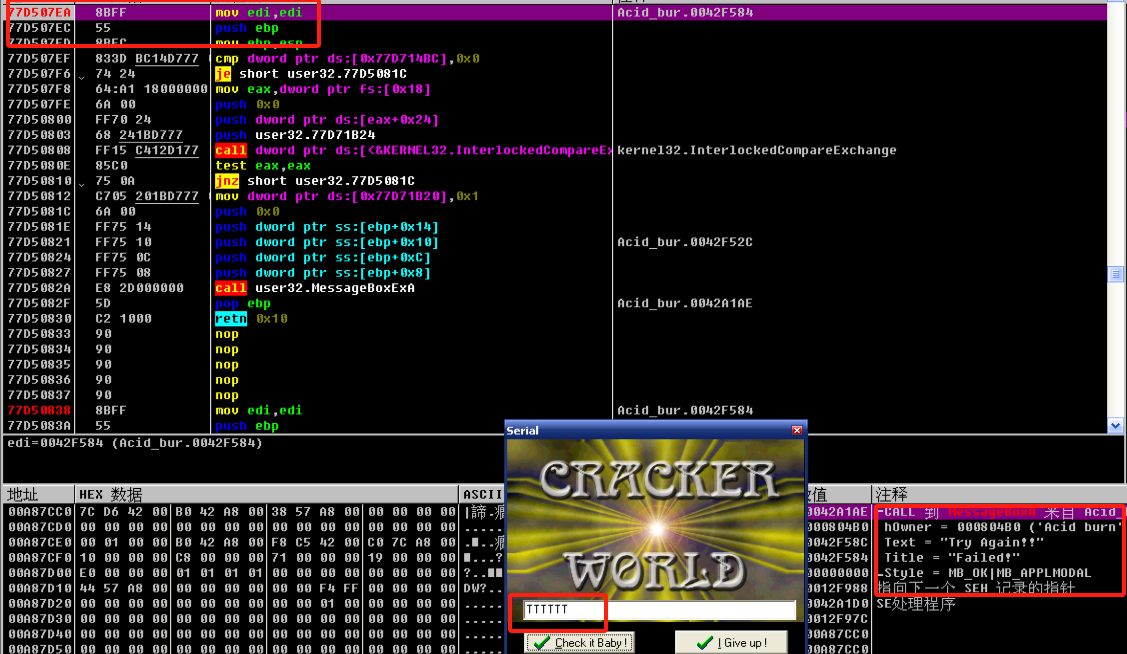 77D507EA 8BFF mov edi,edi Acid_bur.0042F584
77D507EC 55 push ebp
77D507ED 8BEC mov ebp,esp
77D507EF 833D BC14D777 cmp dword ptr ds:[0x77D714BC],0x0
77D507F6 74 24 je short user32.77D5081C
77D507F8 64:A1 18000000 mov eax,dword ptr fs:[0x18]
77D507FE 6A 00 push 0x0
77D50800 FF70 24 push dword ptr ds:[eax+0x24]
77D50803 68 241BD777 push user32.77D71B24
77D50808 FF15 C412D177 call dword ptr ds:[<&KERNEL32.InterlockedCompareEx kernel32.InterlockedCompareExchange
77D5080E 85C0 test eax,eax
77D50810 75 0A jnz short user32.77D5081C
77D50812 C705 201BD777 mov dword ptr ds:[0x77D71B20],0x1
77D5081C 6A 00 push 0x0
77D5081E FF75 14 push dword ptr ss:[ebp+0x14]
77D50821 FF75 10 push dword ptr ss:[ebp+0x10] Acid_bur.0042F52C
77D50824 FF75 0C push dword ptr ss:[ebp+0xC]
77D50827 FF75 08 push dword ptr ss:[ebp+0x8]
77D5082A E8 2D000000 call user32.MessageBoxExA
77D5082F 5D pop ebp Acid_bur.0042A1AE
77D50830 C2 1000 retn 0x10
77D50833 90 nop
77D50834 90 nop
77D50835 90 nop
77D50836 90 nop
77D50837 90 nop
77D50838 8BFF mov edi,edi Acid_bur.0042F584
77D5083A 55 push ebp
edi=0042F584 (Acid_bur.0042F584)
Serial
CRACKER
WORLD
TTTTTT
Check it Baby !
I Give up !
地址 HEX 数据 ASCII
00A87CC0 7C D6 42 00 B0 42 A8 00 38 57 A8 00 00 00 00 00
00A87CD0 00 00 00 00 00 00 00 00 00 00 00 00 00 00 00 00
00A87CE0 00 01 00 00 B0 42 A8 00 F8 C5 42 00 C0 7C A8 00
00A87CF0 10 00 00 00 C8 00 00 00 71 00 00 00 19 00 00 00
00A87D00 E0 00 00 00 01 01 01 01 00 00 00 00 00 00 00 00
00A87D10 44 57 A8 00 00 00 00 00 00 00 F4 FF 00 00 00 00 DW?.
00A87D20 00 00 00 00 00 00 00 00 00 01 00 00 00 00 00 00
00A87D30 00 00 00 00 00 00 00 00 00 00 00 00 00 00 00 00
00A87D40 00 00 00 00 00 00 00 00 00 00 00 00 00 00 00 00
00A87D50 00 00 00 00 00 00 00 00 00 00 00 00 00 00 00 00
值 注释
0042A1AE CALL 到 MessageBoxA 来自 Acid_
000804B0 hOwner = 000804B0 ('Acid burn'
0042F58C Text = "Try Again!!"
0042F584 Title = "Failed!"
00000000 Style = MB_OK|MB_APPLMODAL
0012F988 指向下一个 SEH 记录的指针
0042A1D0 SE处理程序
0012F97C
00A87CC0